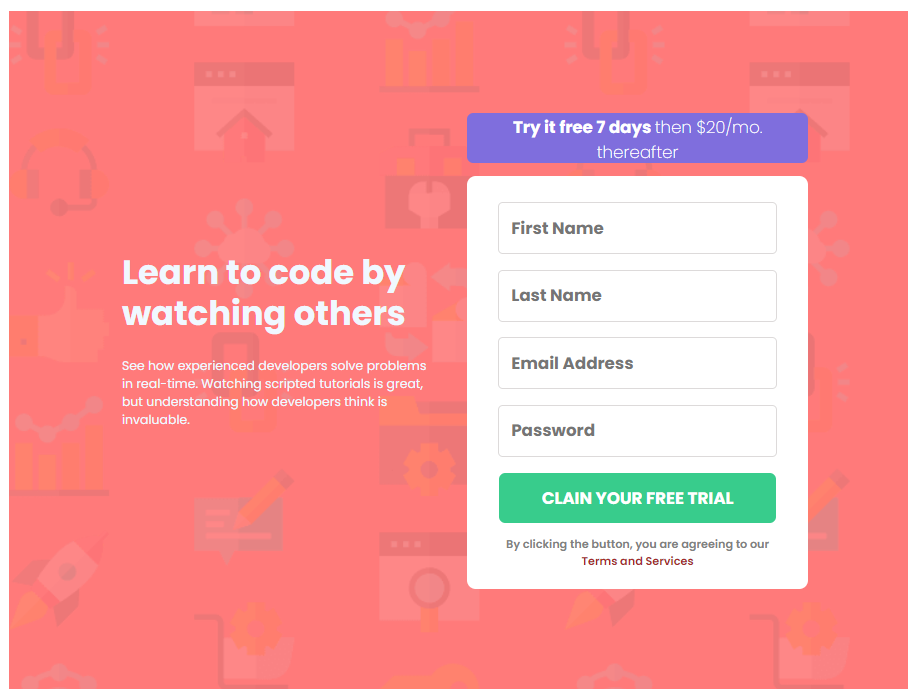 Try it free 7 days then $20/mo.
thereafter
Learn to code by
watching others
See how experienced developers solve problems
in real-time. Watching scripted tutorials is great,
but understanding how developers think is
invaluable.
First Name
Last Name
Email Address
Password
CLAIN YOUR FREE TRIAL
By clicking the button, you are agreeing to our
Terms and Services